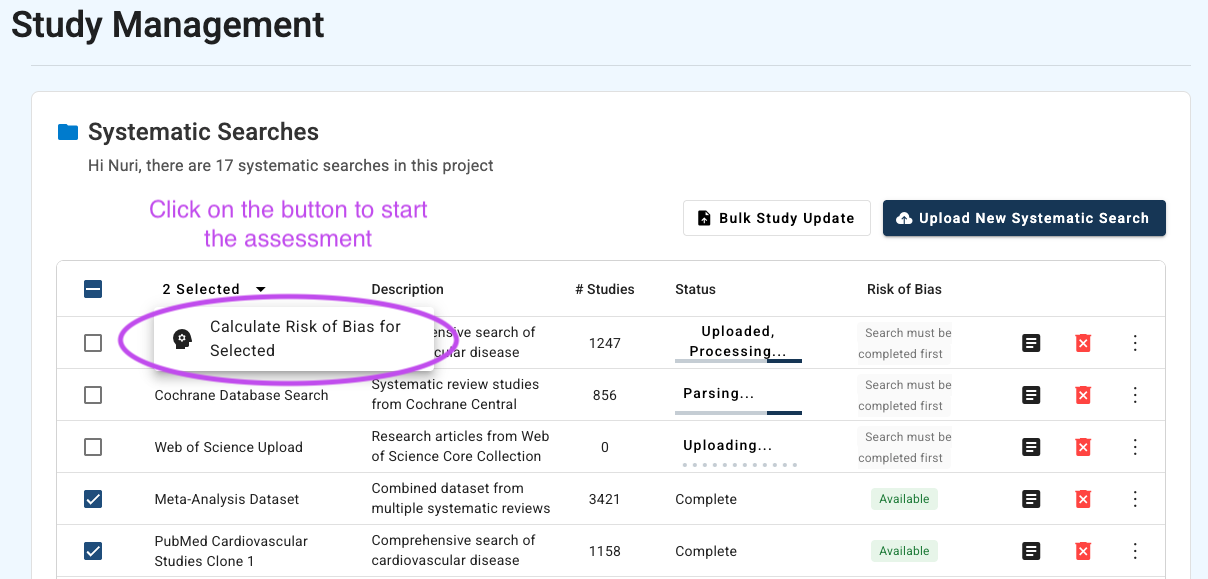 Study Management
Systematic Searches
Hi Nuri, there are 17 systematic searches in this project
Click on the button to start
the assessment
Bulk Study Update
Upload New Systematic Search
2 Selected
Description
# Studies
Status
Risk of Bias
Calculate Risk of Bias for
Selected
ensive search of
cular disease
1247
Uploaded,
Processing...
Search must be
completed first
Cochrane Database Search
Systematic review studies
from Cochrane Central
856
Parsing...
Search must be
completed first
Web of Science Upload
Research articles from Web
of Science Core Collection
0
Uploading...
Search must be
completed first
Meta-Analysis Dataset
Combined dataset from
multiple systematic reviews
3421
Complete
Available
PubMed Cardiovascular
Studies Clone 1
Comprehensive search of
cardiovascular disease
1158
Complete
Available